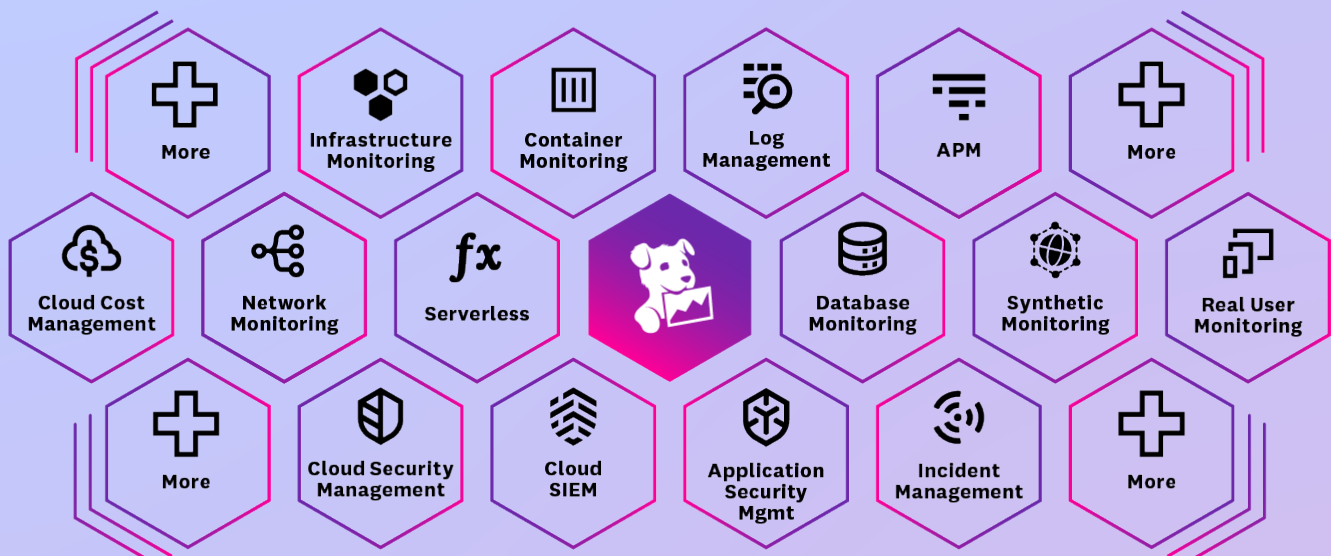 More
Infrastructure
Monitoring
Container
Monitoring
Log
Management
APM
More
Cloud Cost
Management
Network
Monitoring
fx
Serverless
Database
Monitoring
Synthetic
Monitoring
Real User
Monitoring
More
Cloud Security
Management
Cloud
SIEM
Application
Security
Mgmt
Incident
Management
More